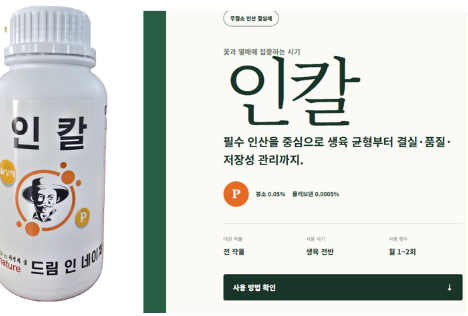 인 칼
P
nature 드림 인 네이
무질소 인산 결실제
꽃과 열매에 집중하는 시기
인칼
필수 인산을 중심으로 생육 균형부터 결실·품질·
저장성 관리까지.
P
붕소 0.05% 몰리브덴 0.0005%
대상 작물
사용 시기
사용 횟수
전 작물
생육 전반
월 1~2회
사용 방법 확인 ↓